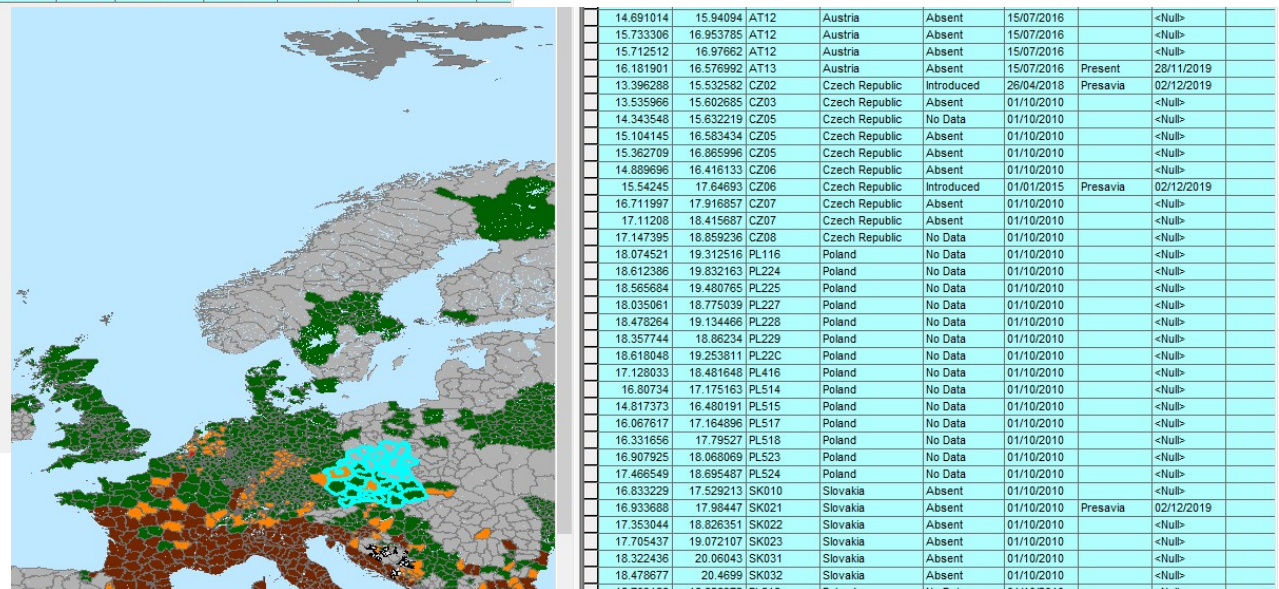 14.691014 15.94094 AT12 Austria Absent 15/07/2016 <Null>
15.733306 16.953785 AT12 Austria Absent 15/07/2016 <Null>
15.712512 16.97662 AT12 Austria Absent 15/07/2016 <Null>
16.181901 16.576992 AT13 Austria Absent 15/07/2016 Present 28/11/2019
13.396288 15.532582 CZ02 Czech Republic Introduced 26/04/2018 Presavia 02/12/2019
13.535966 15.602685 CZ03 Czech Republic Absent 01/10/2010 <Null>
14.343548 15.632219 CZ05 Czech Republic No Data 01/10/2010 <Null>
15.104145 16.583434 CZ05 Czech Republic Absent 01/10/2010 <Null>
15.362709 16.865996 CZ05 Czech Republic Absent 01/10/2010 <Null>
14.889696 16.416133 CZ06 Czech Republic Absent 01/10/2010 <Null>
15.54245 17.64693 CZ06 Czech Republic Introduced 01/01/2015 Presavia 02/12/2019
16.711997 17.916857 CZ07 Czech Republic Absent 01/10/2010 <Null>
17.11208 18.415687 CZ07 Czech Republic Absent 01/10/2010 <Null>
17.147395 18.859236 CZ08 Czech Republic No Data 01/10/2010 <Null>
18.074521 19.312516 PL116 Poland No Data 01/10/2010 <Null>
18.612386 19.832163 PL224 Poland No Data 01/10/2010 <Null>
18.565684 19.480765 PL225 Poland No Data 01/10/2010 <Null>
18.035061 18.775039 PL227 Poland No Data 01/10/2010 <Null>
18.478264 19.134466 PL228 Poland No Data 01/10/2010 <Null>
18.357744 18.86234 PL229 Poland No Data 01/10/2010 <Null>
18.618048 19.253811 PL22C Poland No Data 01/10/2010 <Null>
17.128033 18.481648 PL416 Poland No Data 01/10/2010 <Null>
16.80734 17.175163 PL514 Poland No Data 01/10/2010 <Null>
14.817373 16.480191 PL515 Poland No Data 01/10/2010 <Null>
16.067617 17.164896 PL517 Poland No Data 01/10/2010 <Null>
16.331656 17.79527 PL518 Poland No Data 01/10/2010 <Null>
16.907925 18.068069 PL523 Poland No Data 01/10/2010 <Null>
17.466549 18.695487 PL524 Poland No Data 01/10/2010 <Null>
16.833229 17.529213 SK010 Slovakia Absent 01/10/2010 <Null>
16.933688 17.98447 SK021 Slovakia Absent 01/10/2010 Presavia 02/12/2019
17.353044 18.826351 SK022 Slovakia Absent 01/10/2010 <Null>
17.705437 19.072107 SK023 Slovakia Absent 01/10/2010 <Null>
18.322436 20.06043 SK031 Slovakia Absent 01/10/2010 <Null>
18.478677 20.4699 SK032 Slovakia Absent 01/10/2010 <Null>